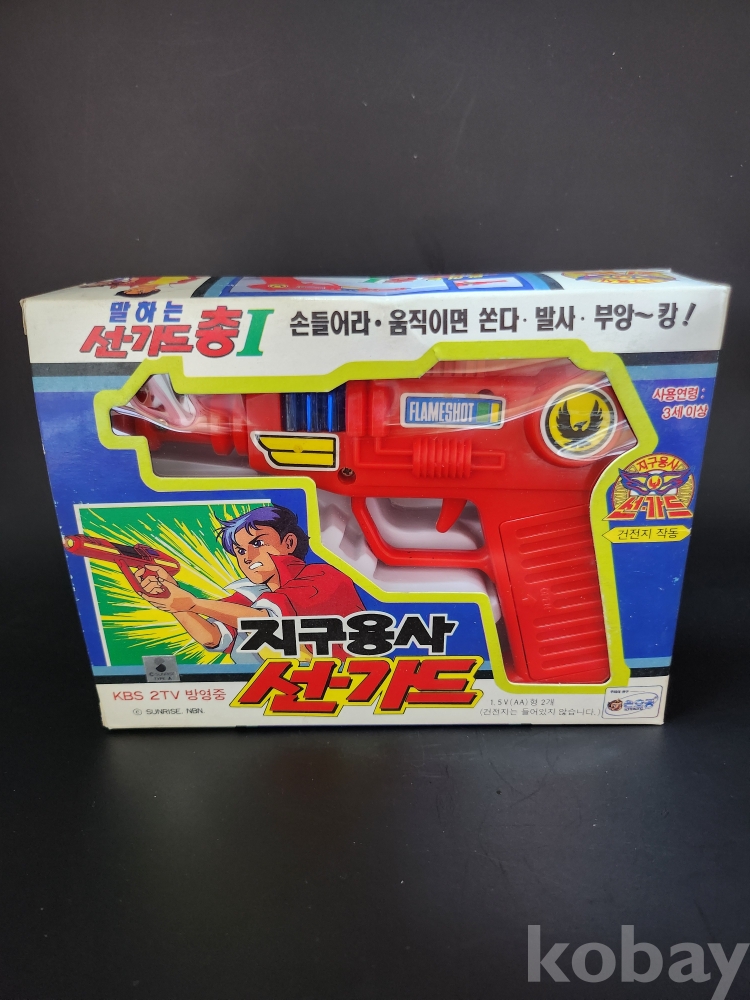 말하는
선가드 총 I
손들어라 · 움직이면 쏜다 · 발사 · 부앙~캉!
FLAMESHOT
사용연령:
3세 이상
지구용사
선가드
건전지 작동
지구용사
선가드
KBS 2TV 방영중
© SUNRISE. NBN.
1.5V(AA)형 2개
(건전지는 들어있지 않습니다.)
손오공
kobay